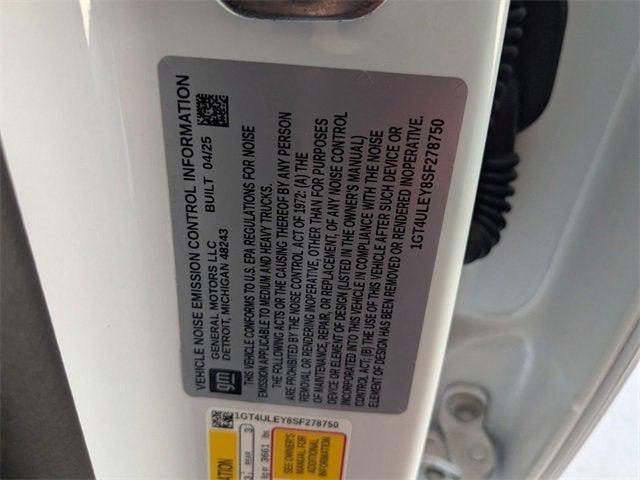 VEHICLE NOISE EMISSION CONTROL INFORMATION
gm
GENERAL MOTORS LLC
DETROIT, MICHIGAN 48243
BUILT 04/25
THIS VEHICLE CONFORMS TO U.S. EPA REGULATIONS FOR NOISE
EMISSION APPLICABLE TO MEDIUM AND HEAVY TRUCKS.
THE FOLLOWING ACTS OR THE CAUSING THEREOF BY ANY PERSON
ARE PROHIBITED BY THE NOISE CONTROL ACT OF 1972: (A) THE
REMOVAL OR RENDERING INOPERATIVE, OTHER THAN FOR PURPOSES
OF MAINTENANCE, REPAIR, OR REPLACEMENT, OF ANY NOISE CONTROL
DEVICE OR ELEMENT OF DESIGN (LISTED IN THE OWNER'S MANUAL)
INCORPORATED INTO THIS VEHICLE IN COMPLIANCE WITH THE NOISE
CONTROL ACT; (B) THE USE OF THIS VEHICLE AFTER SUCH DEVICE OR
ELEMENT OF DESIGN HAS BEEN REMOVED OR RENDERED INOPERATIVE.
1GT4ULEY8SF278750
1GT4ULEY8SF278750
REAR 3
3661 lbs.
SEE OWNER'S
MANUAL FOR
ADDITIONAL
INFORMATION